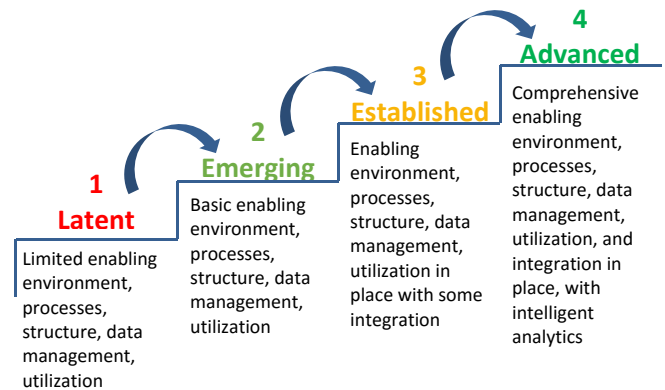 1
Latent
Limited enabling
environment,
processes,
structure, data
management,
utilization
2
Emerging
Basic enabling
environment,
processes,
structure, data
management,
utilization
3
Established
Enabling
environment,
processes,
structure, data
management,
utilization in
place with some
integration
4
Advanced
Comprehensive
enabling
environment,
processes,
structure, data
management,
utilization, and
integration in
place, with
intelligent
analytics